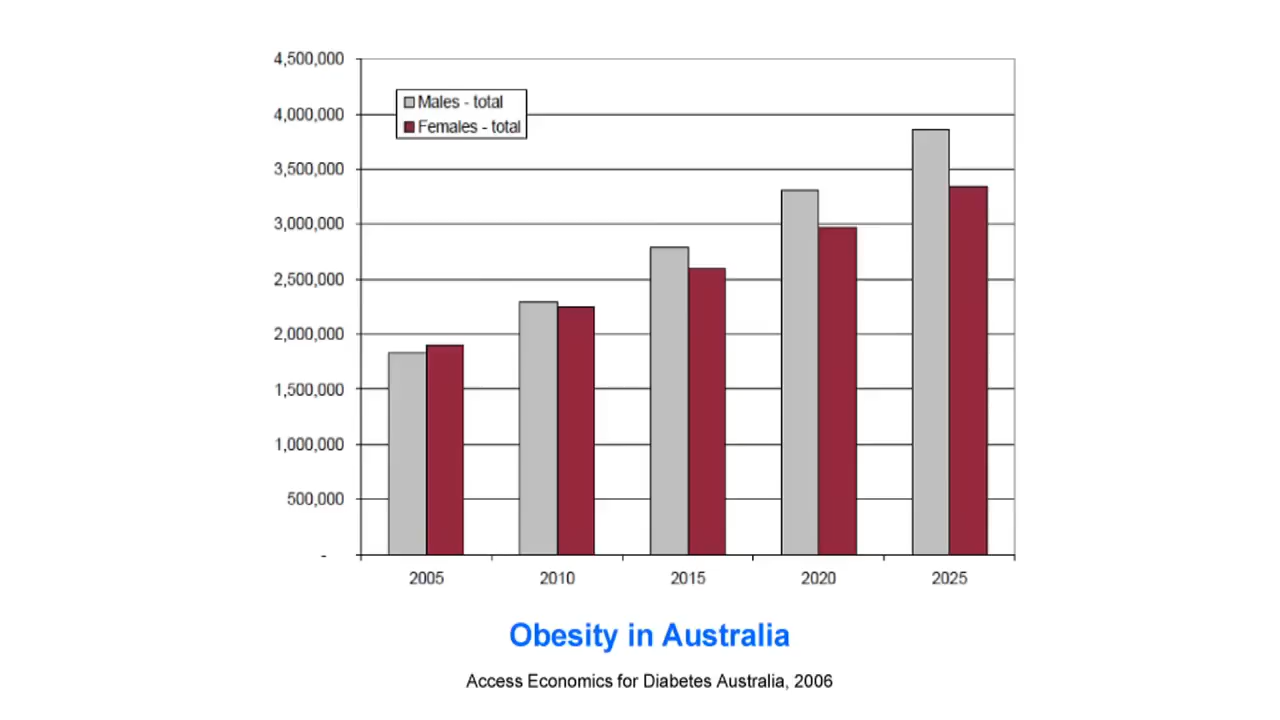 4,500,000
4,000,000
3,500,000
3,000,000
2,500,000
2,000,000
1,500,000
1,000,000
500,000
-
Males - total
Females - total
2005 2010 2015 2020 2025
Obesity in Australia
Access Economics for Diabetes Australia, 2006